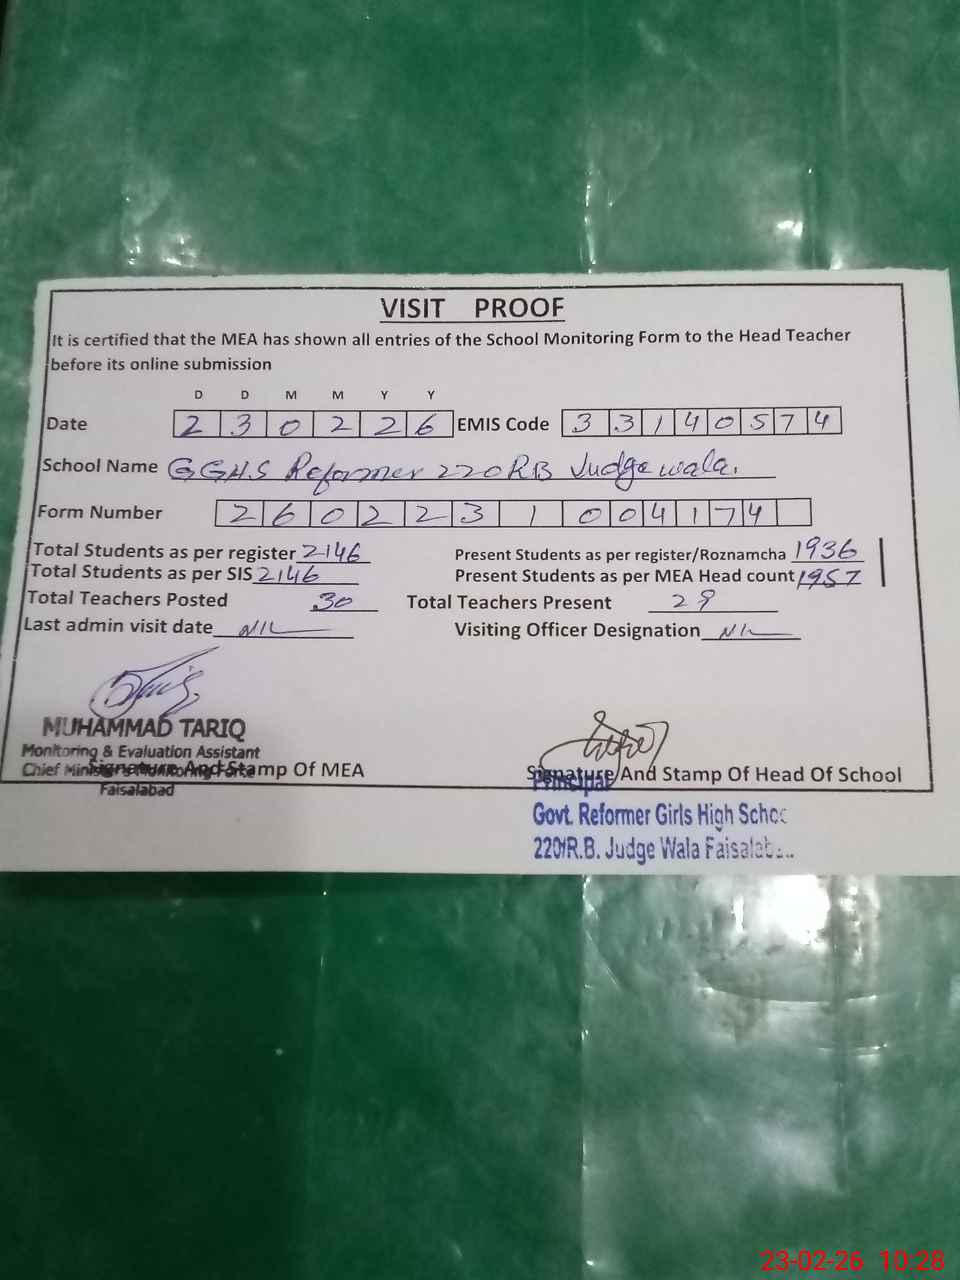 VISIT PROOF
It is certified that the MEA has shown all entries of the School Monitoring Form to the Head Teacher
before its online submission
D D M M Y Y
Date 2 3 0 2 2 6 EMIS Code 3 3 1 4 0 5 7 4
School Name GGHS Reformer 220RB Judgewala.
Form Number 2 6 0 2 2 3 1 0 0 4 1 7 4
Total Students as per register 2146 Present Students as per register/Roznamcha 1936
Total Students as per SIS 2146 Present Students as per MEA Head count 1957
Total Teachers Posted 30 Total Teachers Present 29
Last admin visit date NIL Visiting Officer Designation NIL
MUHAMMAD TARIQ
Monitoring & Evaluation Assistant
Chief Minister's Monitoring Force
Faisalabad
Signature And Stamp Of MEA
Signature And Stamp Of Head Of School
Principal
Govt. Reformer Girls High School
220/R.B. Judge Wala Faisalabad.
23-02-26 10:28